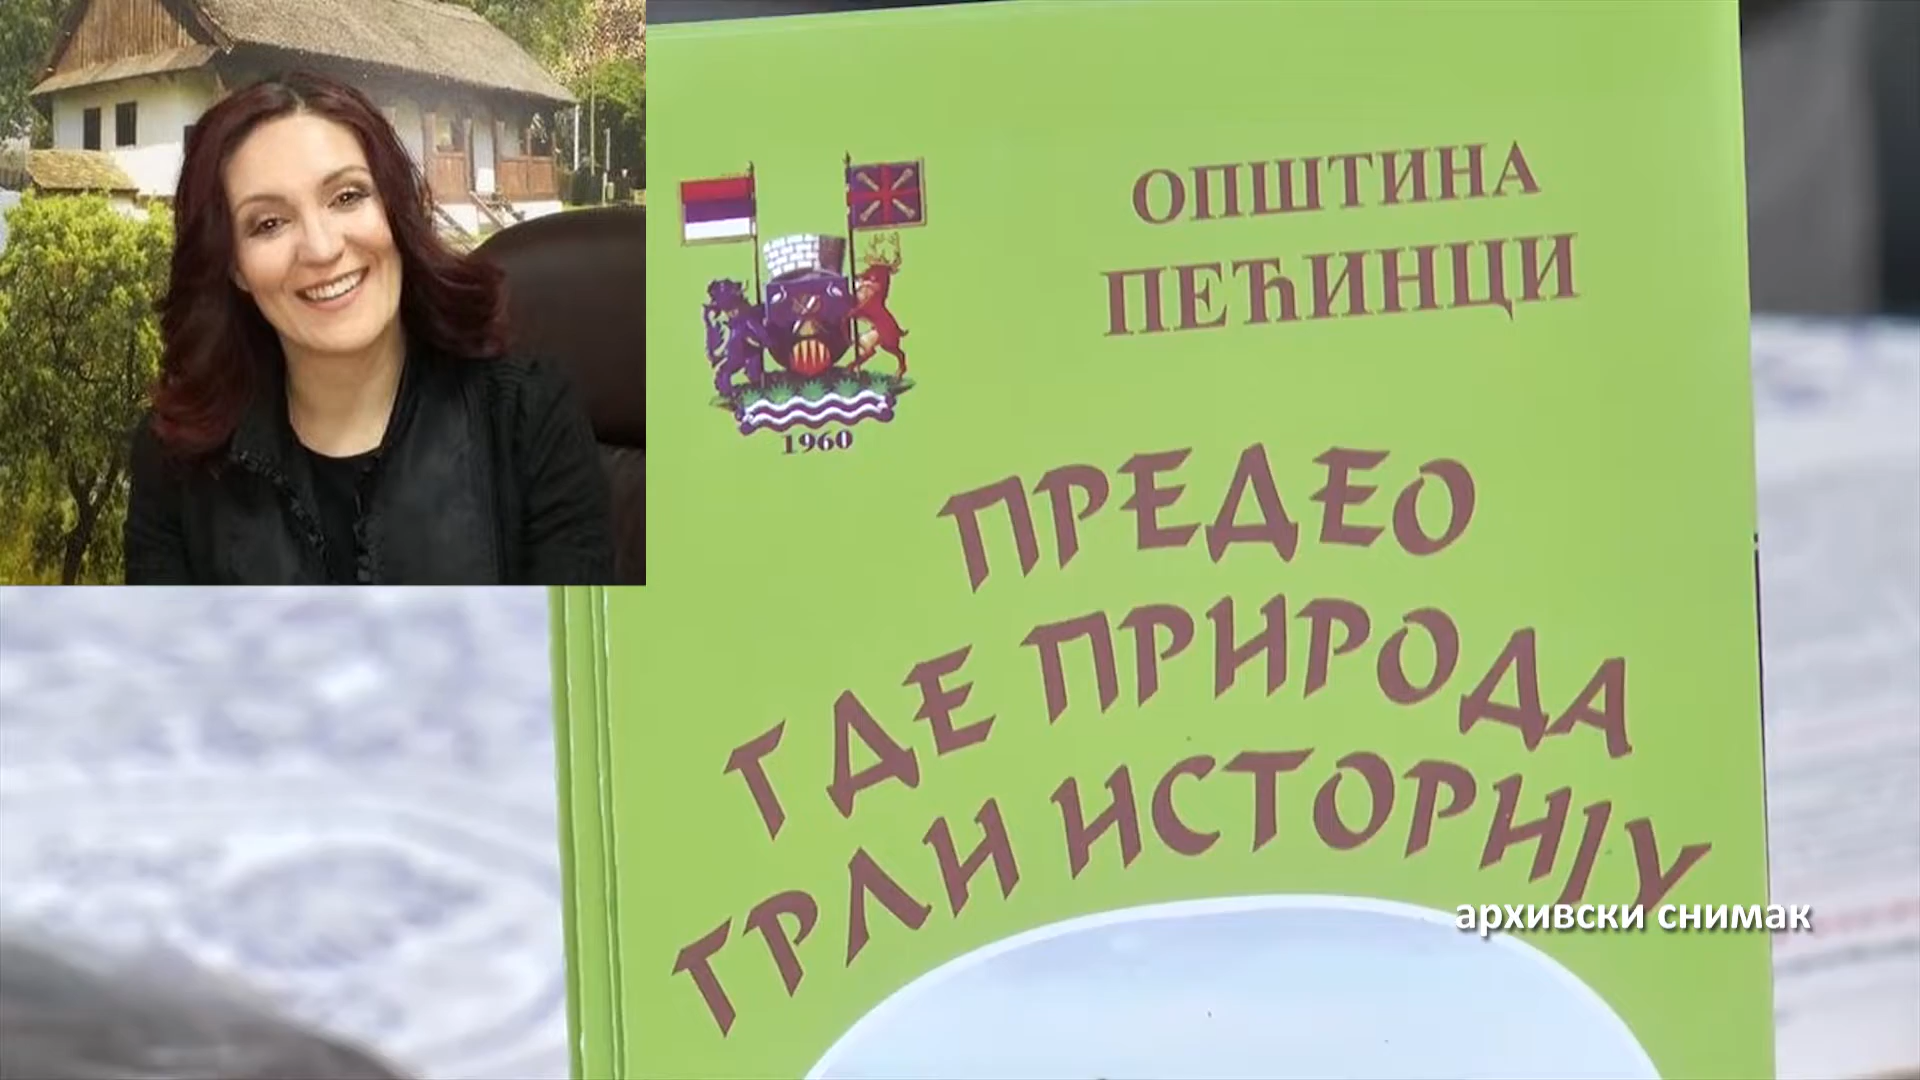 ОПШТИНА
ПЕЋИНЦИ
1960
ПРЕДЕО
ГДЕ ПРИРОДА
ГРЛИ ИСТОРИЈУ
архивски снимак